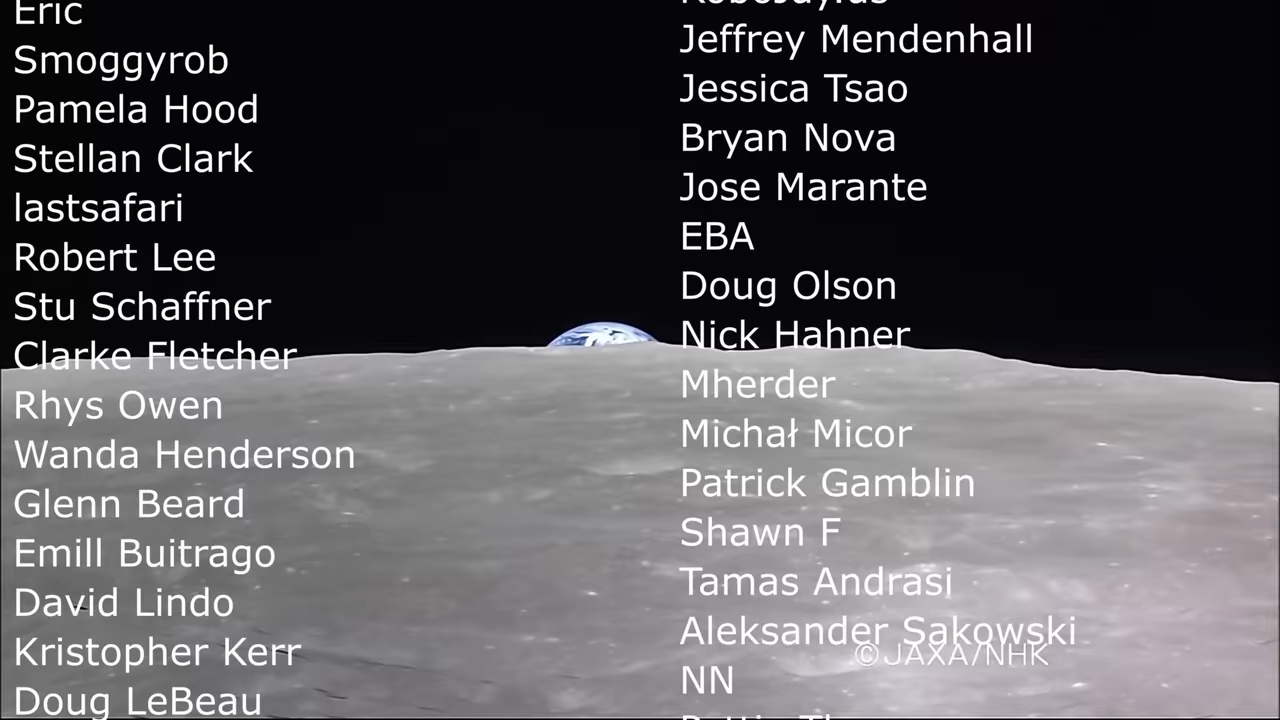 Eric
Smoggyrob
Pamela Hood
Stellan Clark
lastsafari
Robert Lee
Stu Schaffner
Clarke Fletcher
Rhys Owen
Wanda Henderson
Glenn Beard
Emill Buitrago
David Lindo
Kristopher Kerr
Doug LeBeau
Jeffrey Mendenhall
Jessica Tsao
Bryan Nova
Jose Marante
EBA
Doug Olson
Nick Hahner
Mherder
Michał Micor
Patrick Gamblin
Shawn F
Tamas Andrasi
Aleksander Sakowski
©JAXA/NHK
NN